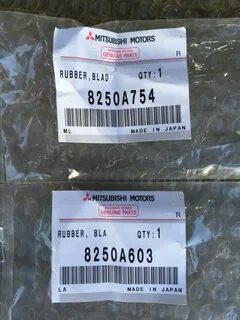 MITSUBISHI MOTORS
GENUINE PARTS
R
RUBBER, BLAD QTY:1
8250A754
ML MADE IN JAPAN
MITSUBISHI MOTORS
GENUINE PARTS
R
RUBBER, BLA QTY:1
8250A603
LA MADE IN JAPAN